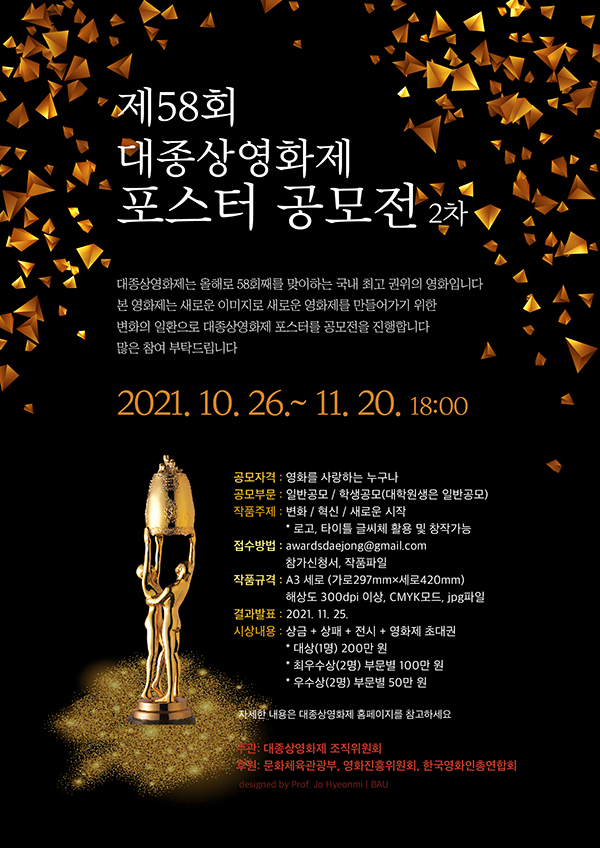 제58회
대종상영화제
포스터 공모전 2차
대종상영화제는 올해로 58회째를 맞이하는 국내 최고 권위의 영화입니다
본 영화제는 새로운 이미지로 새로운 영화제를 만들어가기 위한
변화의 일환으로 대종상영화제 포스터를 공모전을 진행합니다
많은 참여 부탁드립니다
2021. 10. 26.~ 11. 20. 18:00
공모자격 : 영화를 사랑하는 누구나
공모부문 : 일반공모 / 학생공모(대학원생은 일반공모)
작품주제 : 변화 / 혁신 / 새로운 시작
* 로고, 타이틀 글씨체 활용 및 창작가능
접수방법 : awardsdaejong@gmail.com
참가신청서, 작품파일
작품규격 : A3 세로 (가로297mm×세로420mm)
해상도 300dpi 이상, CMYK모드, jpg파일
결과발표 : 2021. 11. 25.
시상내용 : 상금 + 상패 + 전시 + 영화제 초대권
* 대상(1명) 200만 원
* 최우수상(2명) 부문별 100만 원
* 우수상(2명) 부문별 50만 원
자세한 내용은 대종상영화제 홈페이지를 참고하세요
주관: 대종상영화제 조직위원회
후원: 문화체육관광부, 영화진흥위원회, 한국영화인총연합회
designed by Prof. Jo Hyeonmi | BAU